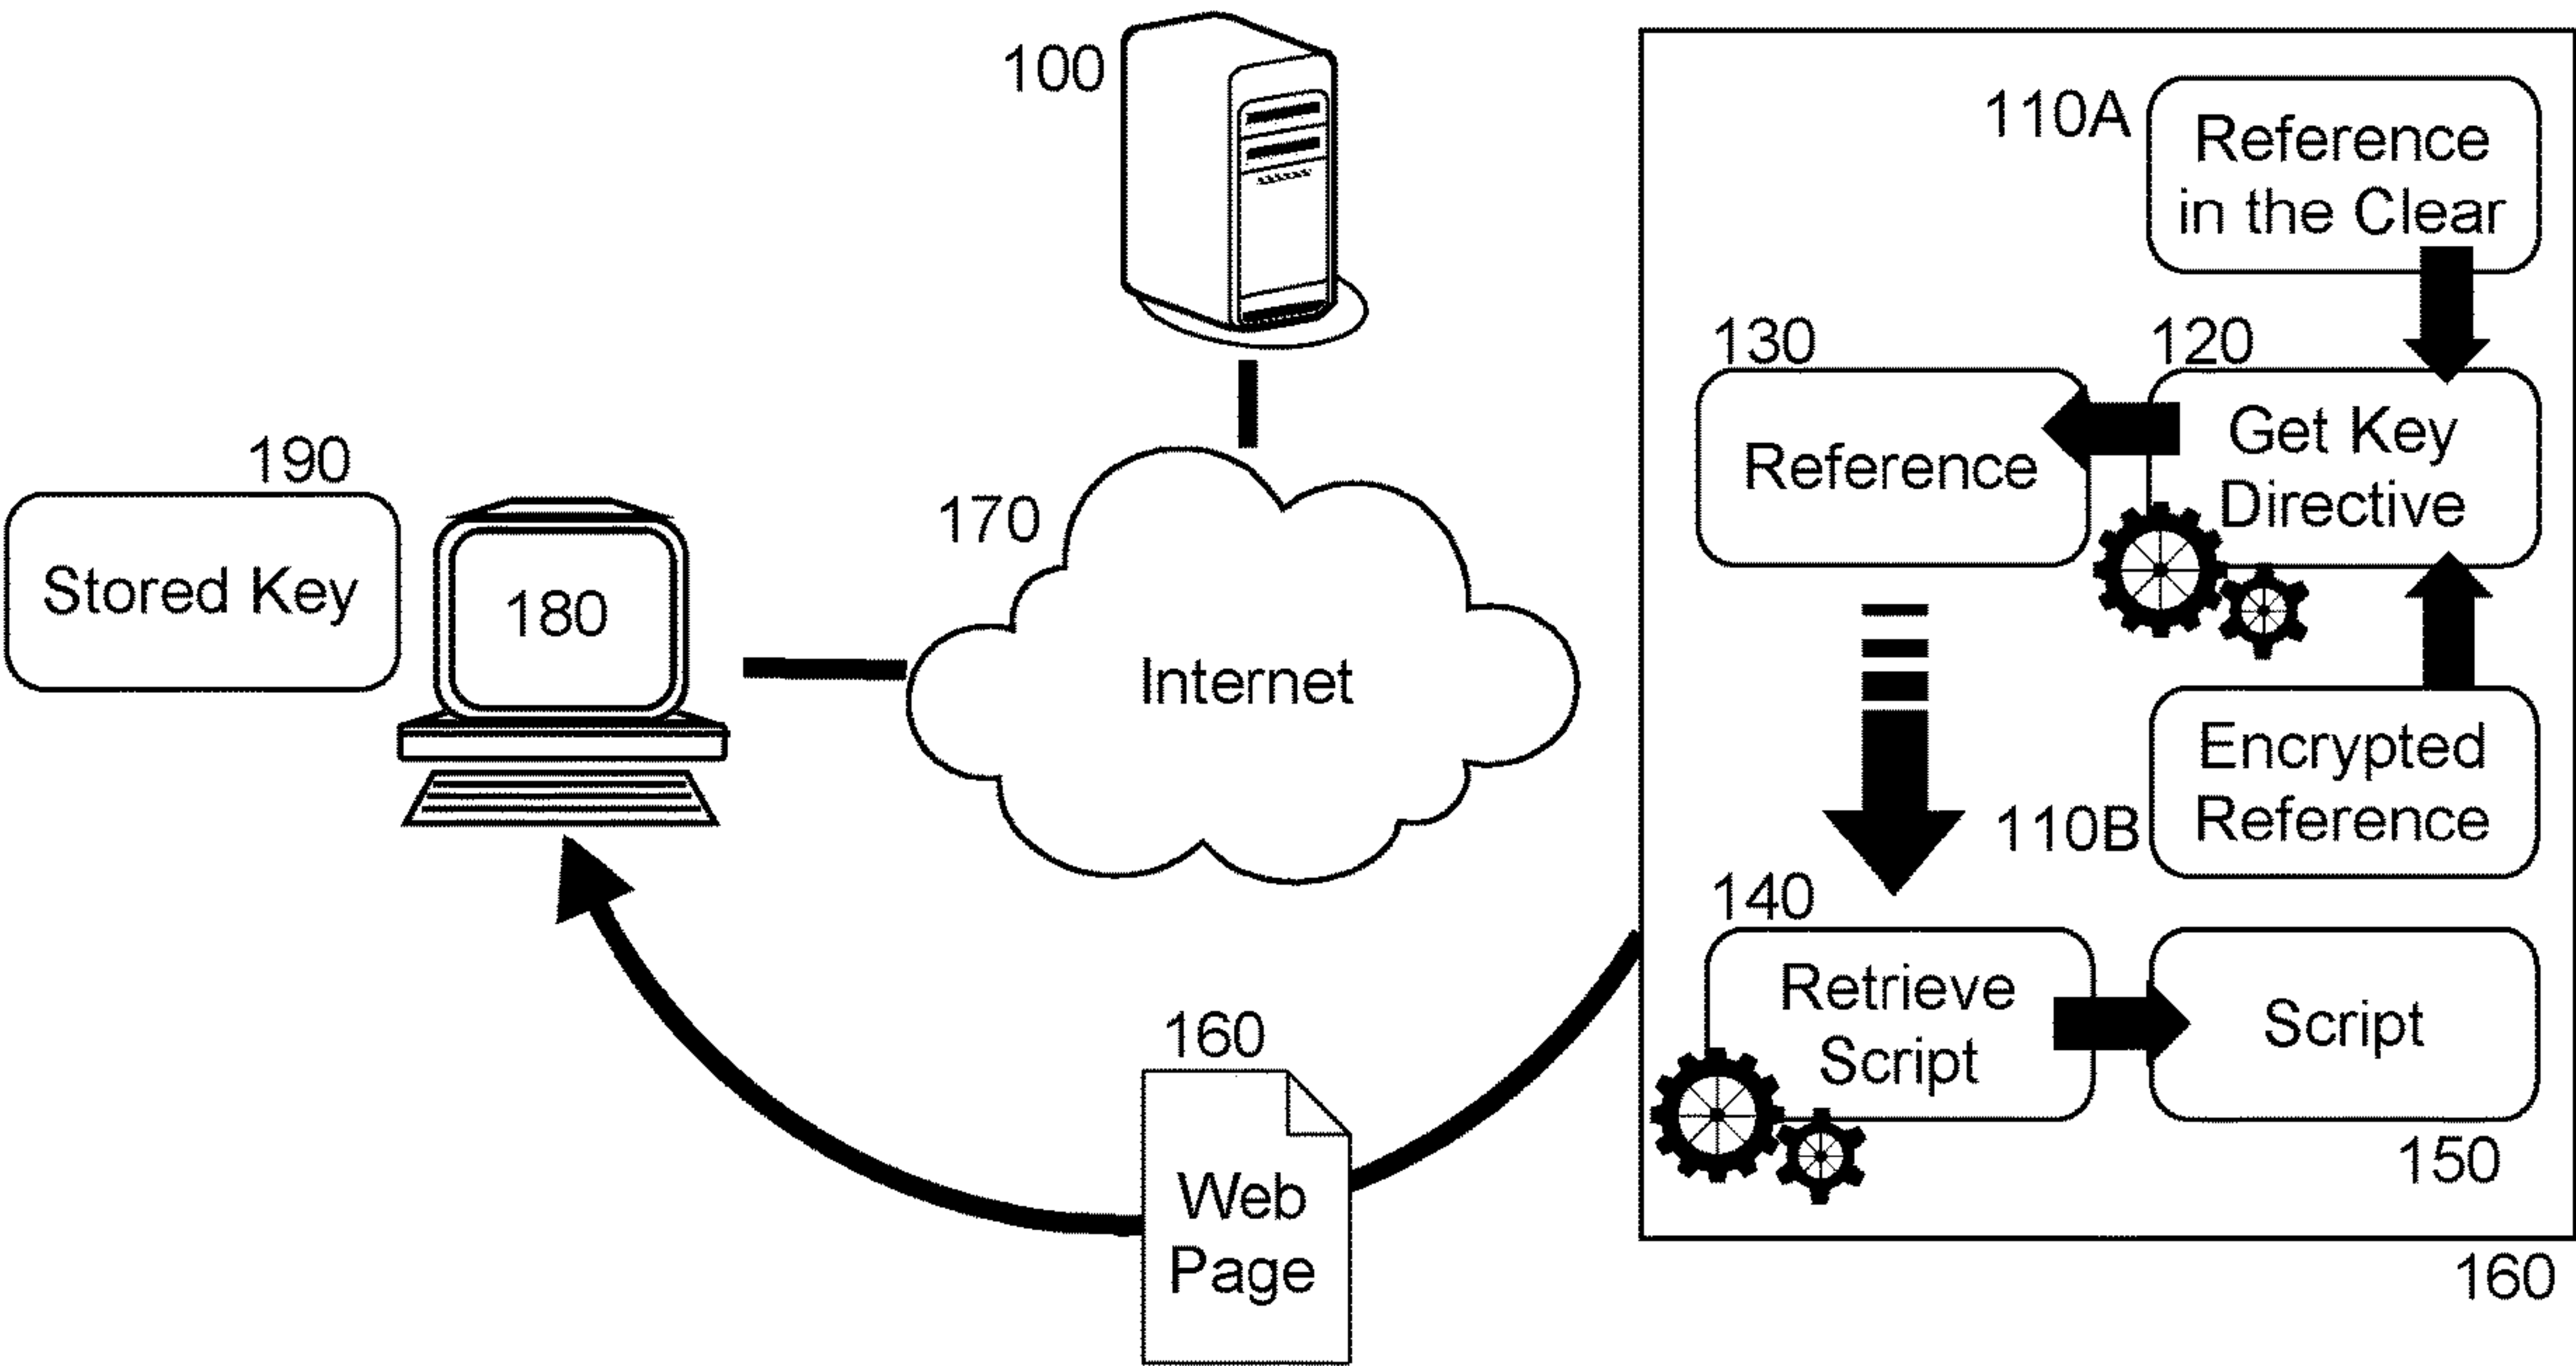 100
110A
Reference
in the Clear
130
120
Reference
Get Key
Directive
190
Stored Key
180
170
Internet
Encrypted
Reference
110B
140
Retrieve
Script
Script
150
160
Web
Page
160